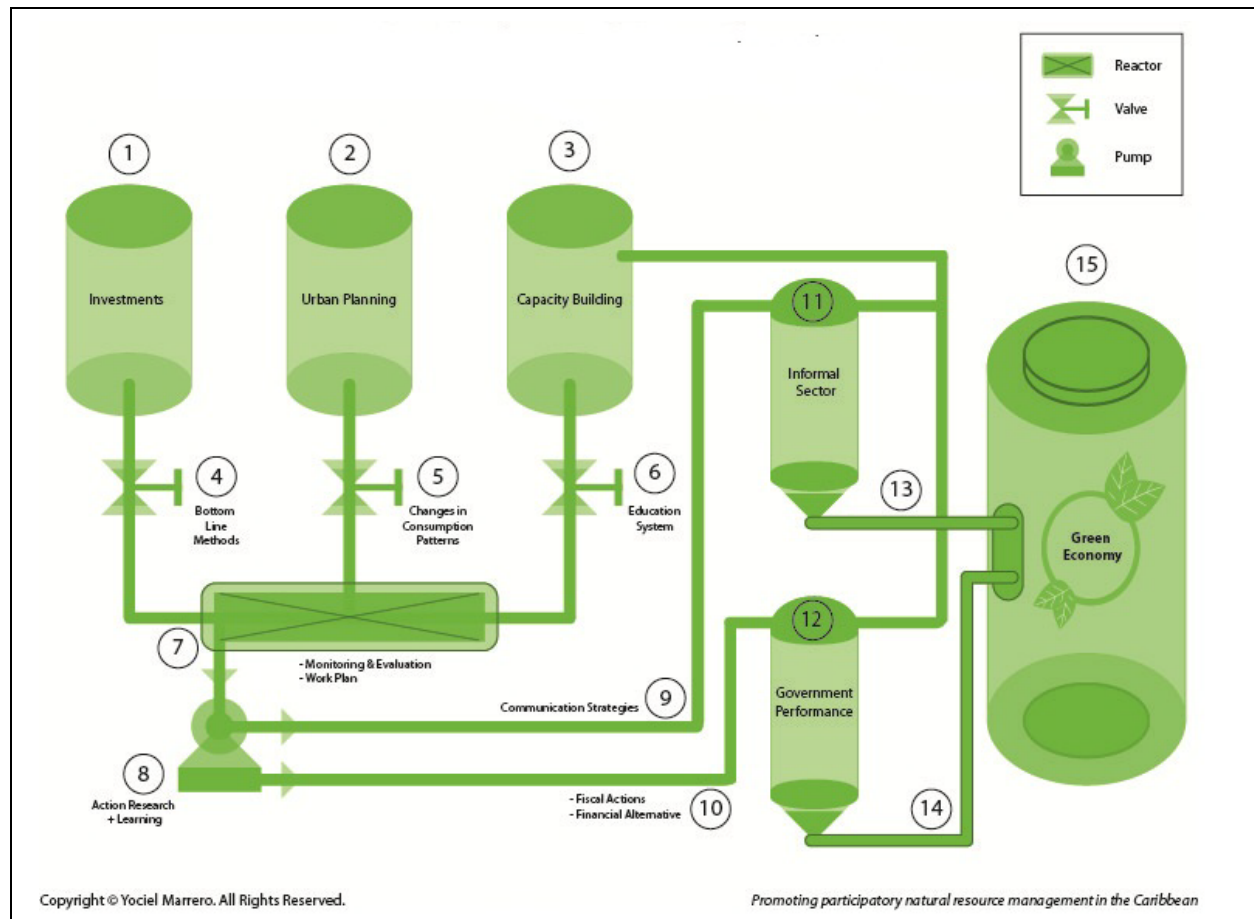 Reactor
Valve
Pump
1
2
3
15
Investments
Urban Planning
Capacity Building
11
Informal
Sector
4
Bottom
Line
Methods
5
Changes in
Consumption
Patterns
6
Education
System
13
Green
Economy
7
- Monitoring & Evaluation
- Work Plan
12
Government
Performance
Communication Strategies
9
8
Action Research
+ Learning
- Fiscal Actions
- Financial Alternative
10
14
Copyright © Yociel Marrero. All Rights Reserved.
Promoting participatory natural resource management in the Caribbean